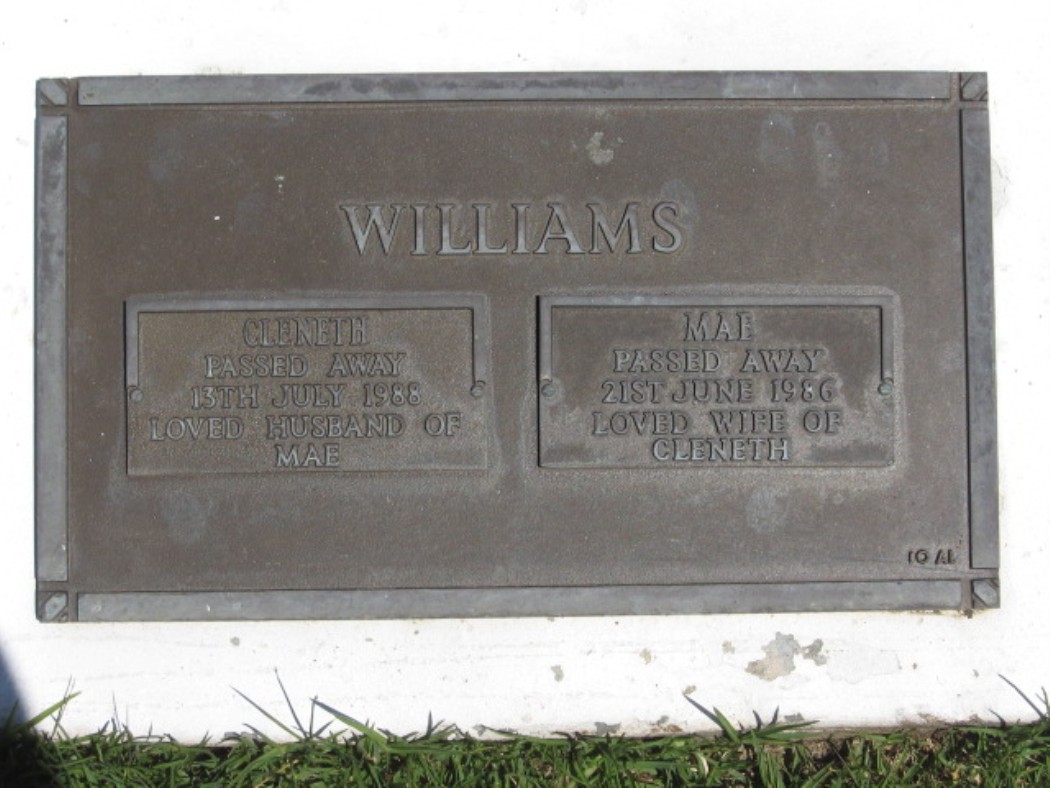 WILLIAMS
CLENETH
PASSED AWAY
13TH JULY 1988
LOVED HUSBAND OF
MAE
MAE
PASSED AWAY
21ST JUNE 1986
LOVED WIFE OF
CLENETH
10 AL